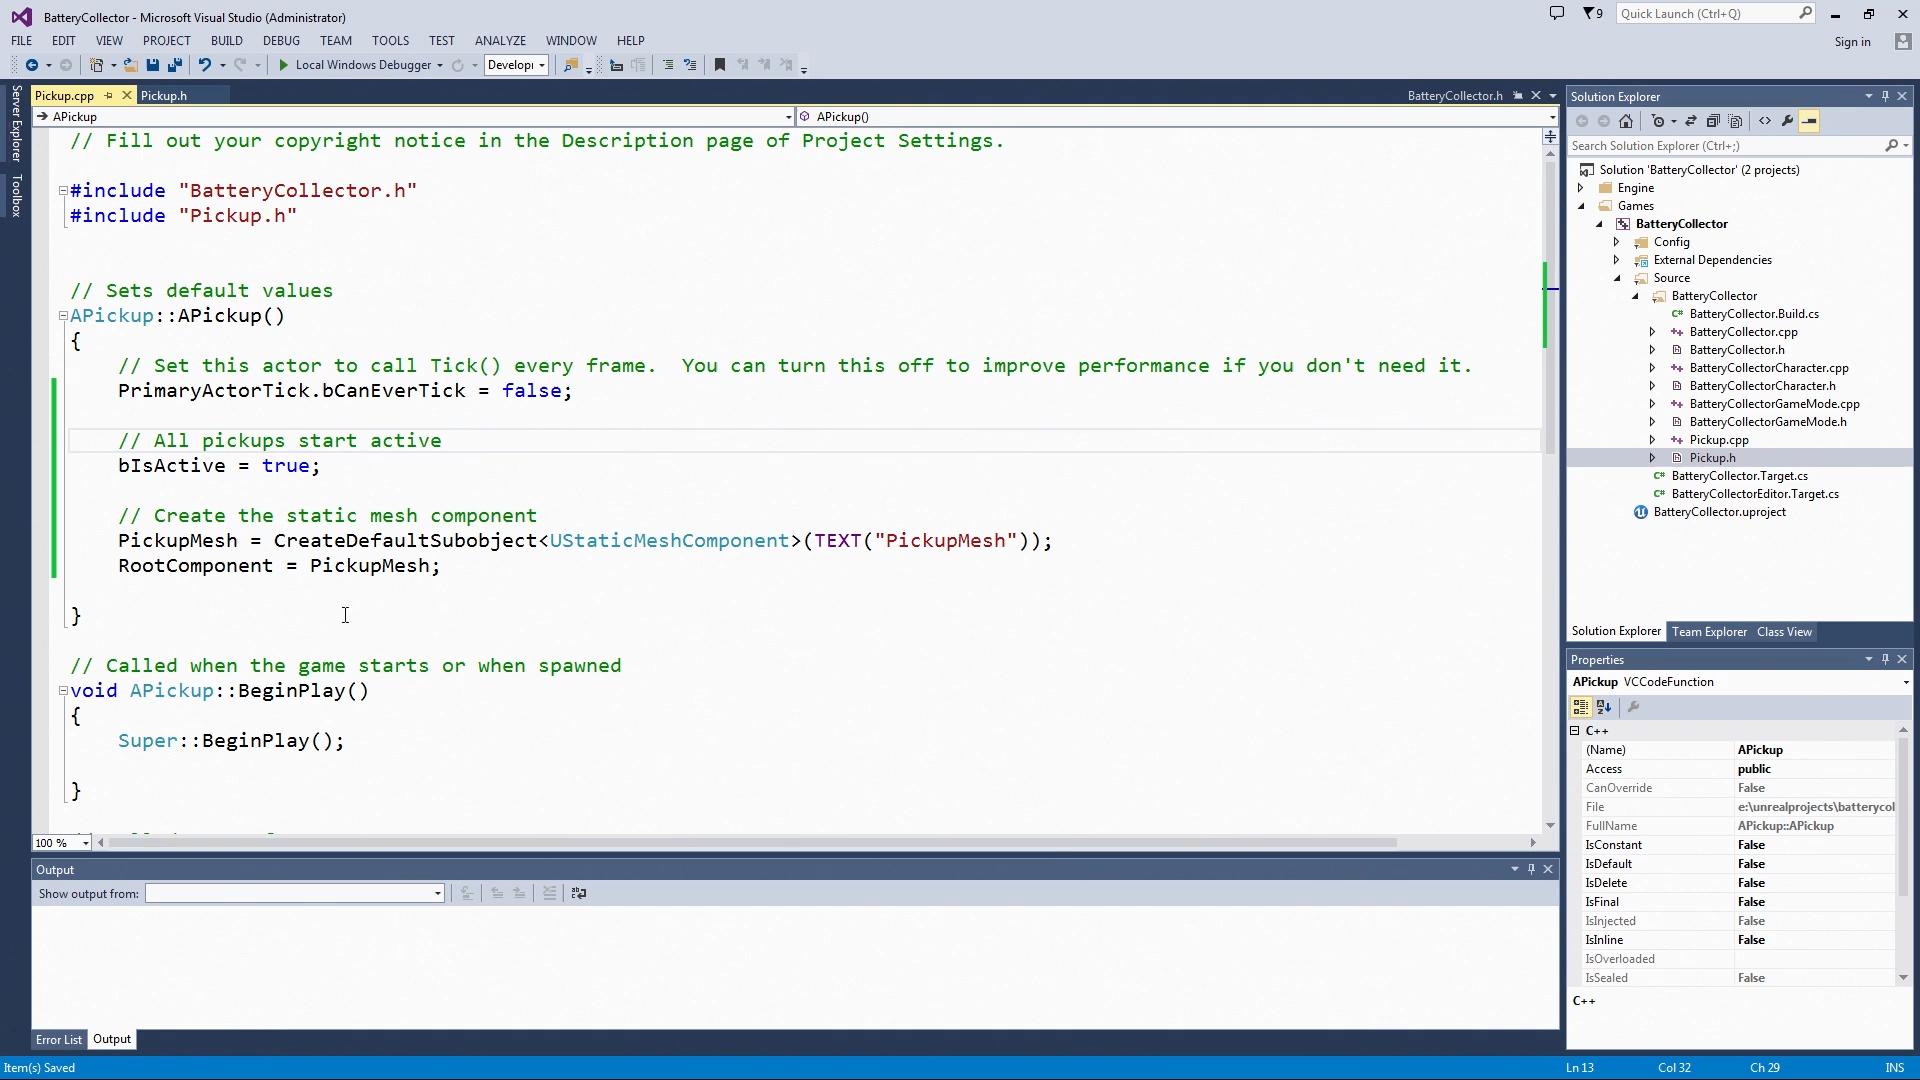 BatteryCollector - Microsoft Visual Studio (Administrator)
9
Quick Launch (Ctrl+Q)
FILE EDIT VIEW PROJECT BUILD DEBUG TEAM TOOLS TEST ANALYZE WINDOW HELP
Sign in
Local Windows Debugger
Develop
Server Explorer
Toolbox
Pickup.cpp
Pickup.h
BatteryCollector.h
APickup
APickup()
// Fill out your copyright notice in the Description page of Project Settings.
#include "BatteryCollector.h"
#include "Pickup.h"
// Sets default values
APickup::APickup()
{
// Set this actor to call Tick() every frame.  You can turn this off to improve performance if you don't need it.
PrimaryActorTick.bCanEverTick = false;
// All pickups start active
bIsActive = true;
// Create the static mesh component
PickupMesh = CreateDefaultSubobject<UStaticMeshComponent>(TEXT("PickupMesh"));
RootComponent = PickupMesh;
}
// Called when the game starts or when spawned
void APickup::BeginPlay()
{
Super::BeginPlay();
}
100 %
Output
Show output from:
Error List
Output
Solution Explorer
Search Solution Explorer (Ctrl+;)
Solution 'BatteryCollector' (2 projects)
Engine
Games
BatteryCollector
Config
External Dependencies
Source
BatteryCollector
BatteryCollector.Build.cs
BatteryCollector.cpp
BatteryCollector.h
BatteryCollectorCharacter.cpp
BatteryCollectorCharacter.h
BatteryCollectorGameMode.cpp
BatteryCollectorGameMode.h
Pickup.cpp
Pickup.h
BatteryCollector.Target.cs
BatteryCollectorEditor.Target.cs
BatteryCollector.uproject
Solution Explorer Team Explorer Class View
Properties
APickup VCCodeFunction
C++
(Name) APickup
Access public
CanOverride False
File e:\unrealprojects\batterycol
FullName APickup::APickup
IsConstant False
IsDefault False
IsDelete False
IsFinal False
IsInjected False
IsInline False
IsOverloaded
IsSealed False
C++
Item(s) Saved
Ln 13
Col 32
Ch 29
INS